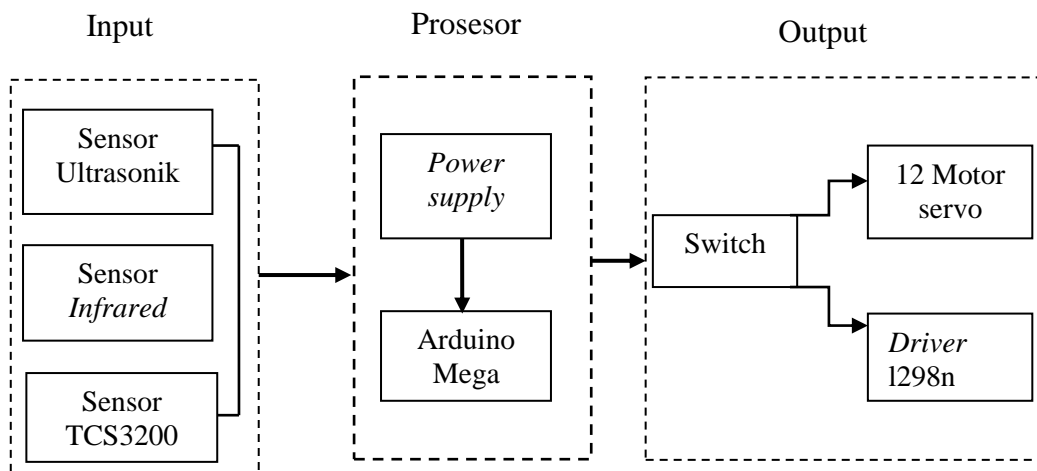 Input
Prosesor
Output
Sensor
Ultrasonik
Sensor
Infrared
Sensor
TCS3200
Power
supply
Arduino
Mega
Switch
12 Motor
servo
Driver
l298n